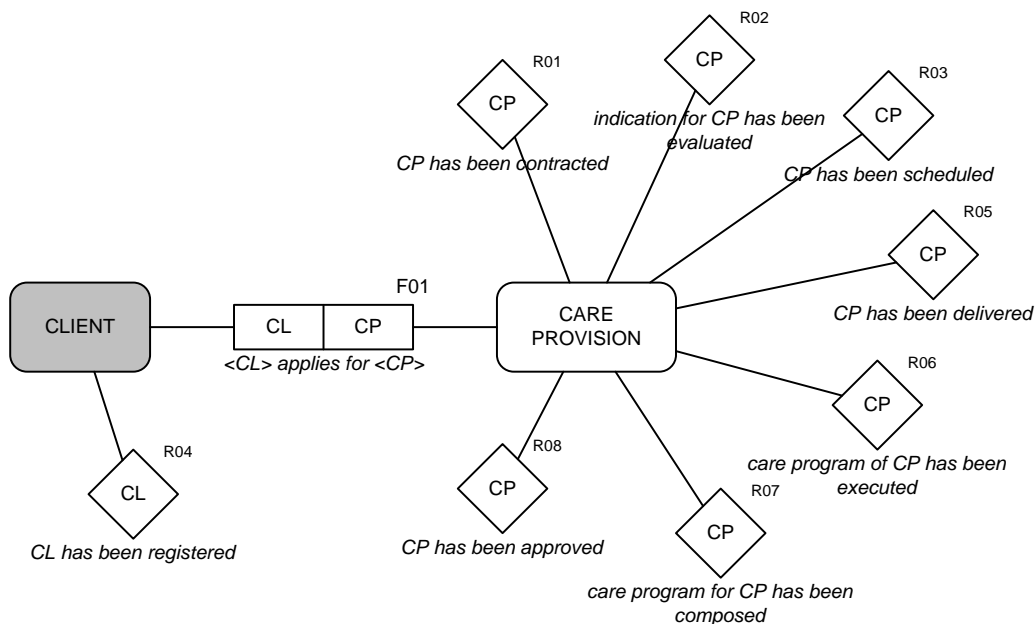 R02
R01
CP
R03
CP
CP
indication for CP has been
evaluated
CP has been contracted
CP has been scheduled
R05
CP
CP has been delivered
F01
CLIENT
CL
CP
CARE
PROVISION
<CL> applies for <CP>
R06
CP
care program of CP has been
executed
R04
CL
CL has been registered
R08
CP
CP has been approved
R07
CP
care program for CP has been
composed